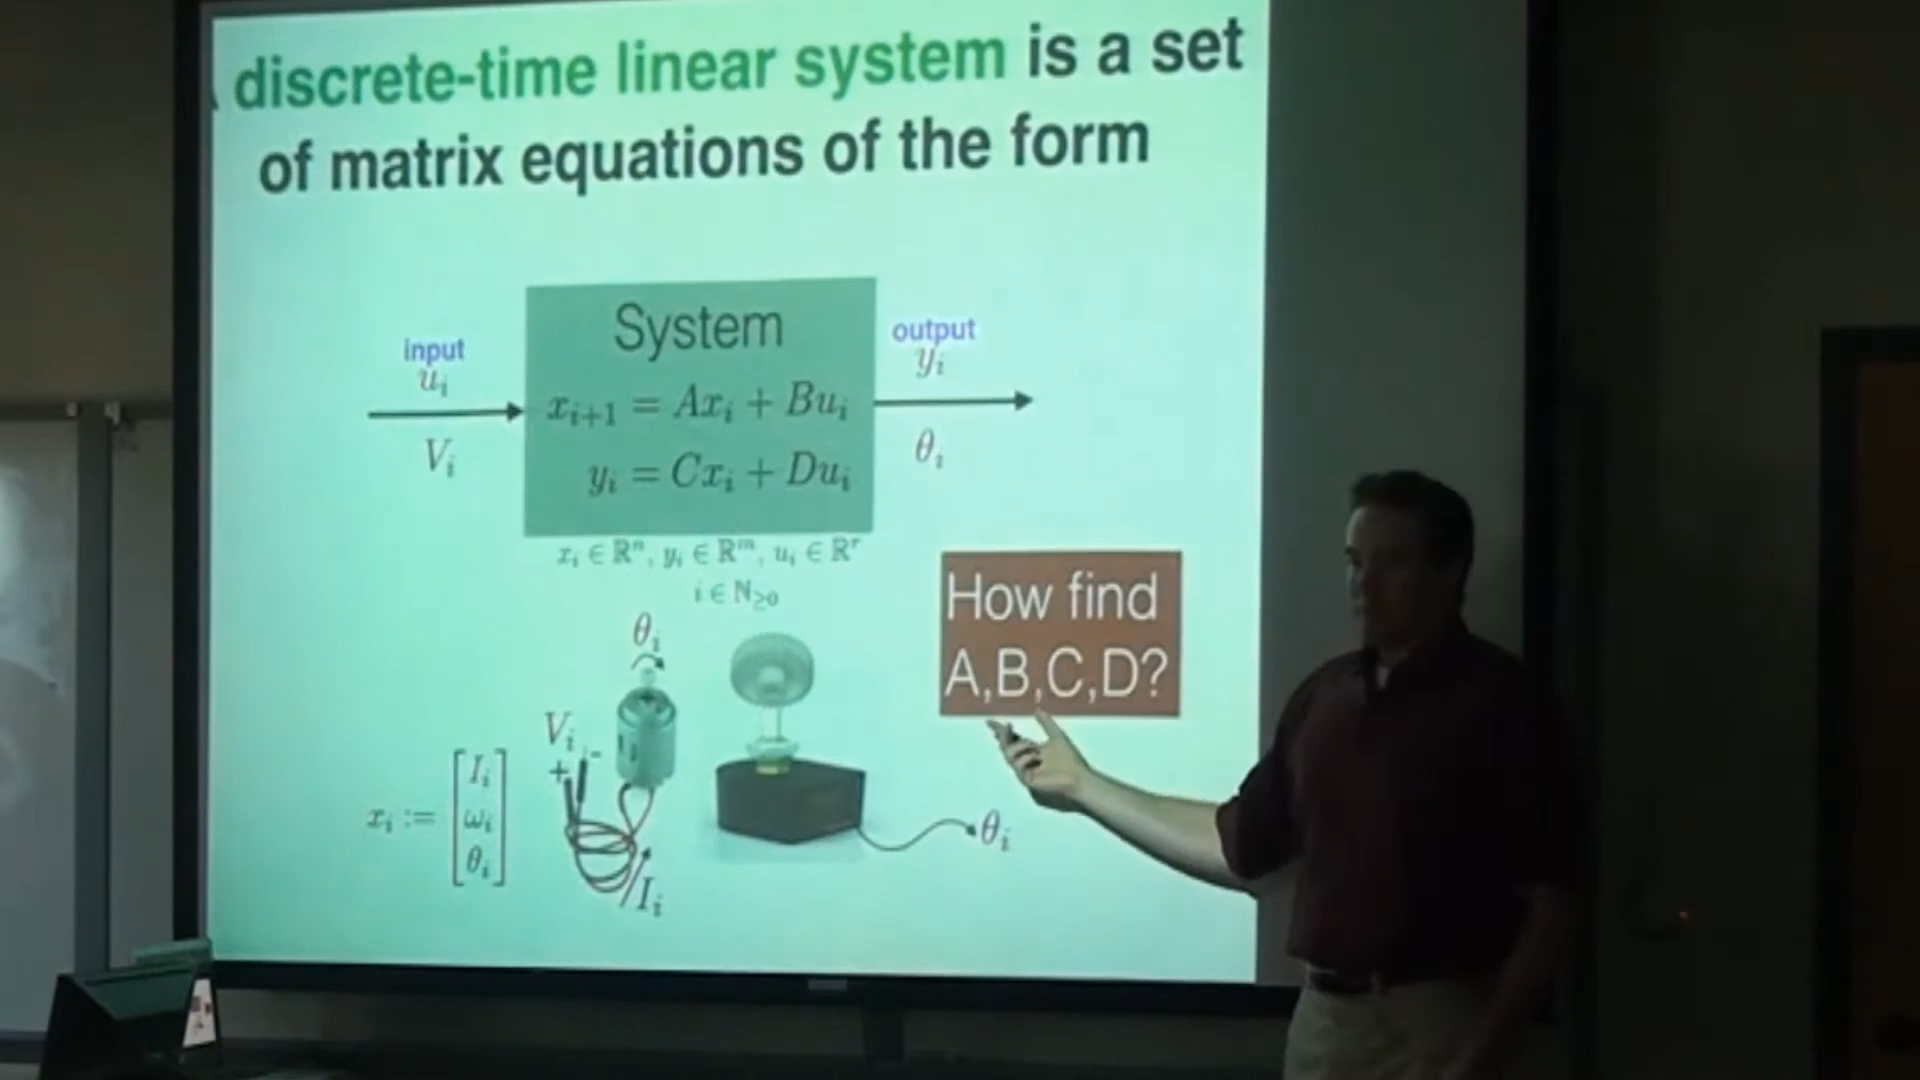 discrete-time linear system is a set
of matrix equations of the form
input
u_i
V_i
System
x_{i+1} = Ax_i + Bu_i
y_i = Cx_i + Du_i
output
y_i
θ_i
x_i ∈ ℝ^n, y_i ∈ ℝ^m, u_i ∈ ℝ^r
i ∈ ℕ_{≥0}
How find
A,B,C,D?
θ_i
V_i
+ -
I_i
x_i := [I_i
ω_i
θ_i]
θ_i